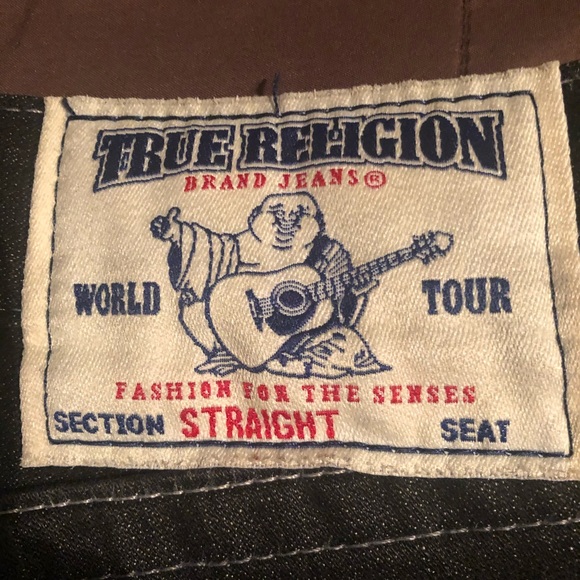 TRUE RELIGION
BRAND JEANS®
WORLD TOUR
FASHION FOR THE SENSES
SECTION STRAIGHT SEAT